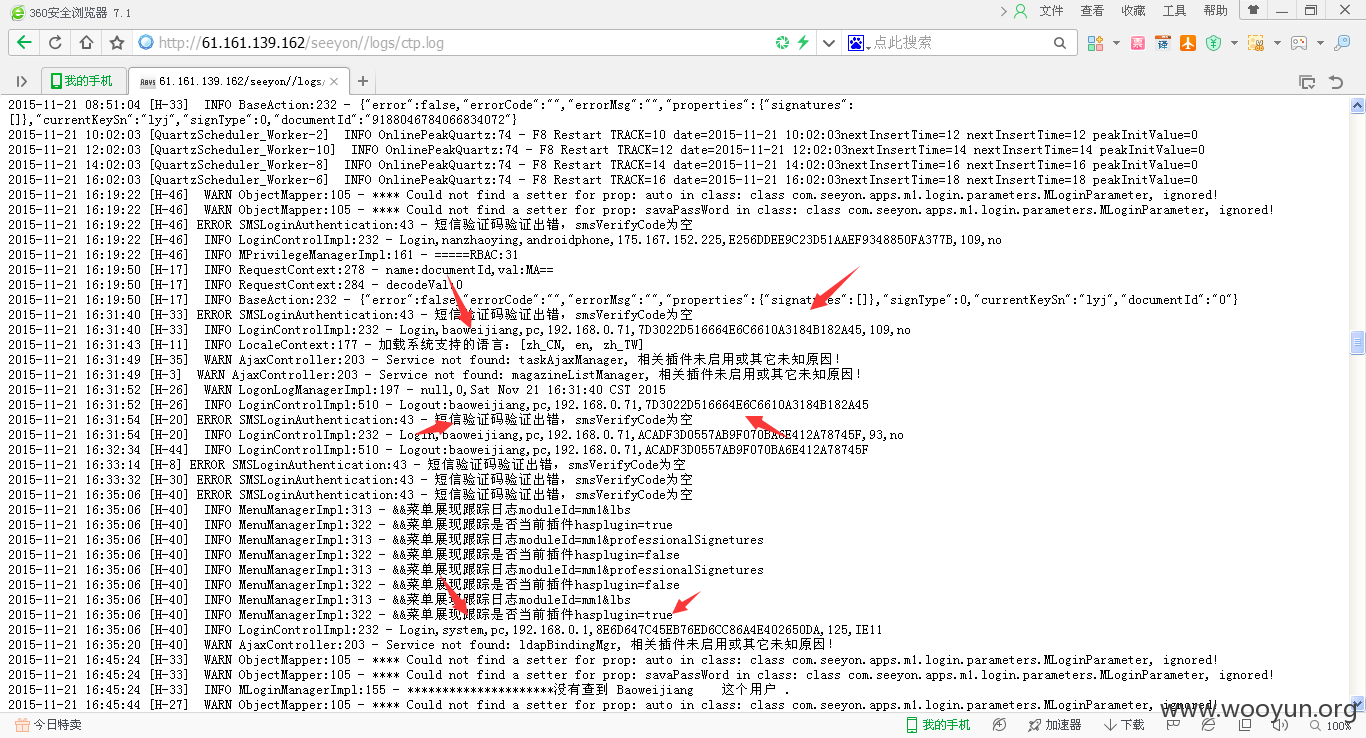 360安全浏览器 7.1
文件 查看 收藏 工具 帮助
http://61.161.139.162/seeyon//logs/ctp.log
点此搜索
我的手机
61.161.139.162/seeyon//logs
2015-11-21 08:51:04 [H-33]  INFO BaseAction:232 - {"error":false,"errorCode":"","errorMsg":"","properties":{"signatures":
[]},"currentKeySn":"lyj","signType":0,"documentId":"9188046784066834072"}
2015-11-21 10:02:03 [QuartzScheduler_Worker-2]  INFO OnlinePeakQuartz:74 - F8 Restart TRACK=10 date=2015-11-21 10:02:03nextInsertTime=12 nextInsertTime=12 peakInitValue=0
2015-11-21 12:02:03 [QuartzScheduler_Worker-10]  INFO OnlinePeakQuartz:74 - F8 Restart TRACK=12 date=2015-11-21 12:02:03nextInsertTime=14 nextInsertTime=14 peakInitValue=0
2015-11-21 14:02:03 [QuartzScheduler_Worker-8]  INFO OnlinePeakQuartz:74 - F8 Restart TRACK=14 date=2015-11-21 14:02:03nextInsertTime=16 nextInsertTime=16 peakInitValue=0
2015-11-21 16:02:03 [QuartzScheduler_Worker-6]  INFO OnlinePeakQuartz:74 - F8 Restart TRACK=16 date=2015-11-21 16:02:03nextInsertTime=18 nextInsertTime=18 peakInitValue=0
2015-11-21 16:19:22 [H-46]  WARN ObjectMapper:105 - **** Could not find a setter for prop: auto in class: class com.seeyon.apps.m1.login.parameters.MLoginParameter, ignored!
2015-11-21 16:19:22 [H-46]  WARN ObjectMapper:105 - **** Could not find a setter for prop: savaPassWord in class: class com.seeyon.apps.m1.login.parameters.MLoginParameter, ignored!
2015-11-21 16:19:22 [H-46] ERROR SMSLoginAuthentication:43 - 短信验证码验证出错，smsVerifyCode为空
2015-11-21 16:19:22 [H-46]  INFO LoginControlImpl:232 - Login,nanzhaoying,androidphone,175.167.152.225,E256DDEE9C23D51AAEF9348850FA377B,109,no
2015-11-21 16:19:22 [H-46]  INFO MPrivilegeManagerImpl:161 - =====RBAC:31
2015-11-21 16:19:50 [H-17]  INFO RequestContext:278 - name:documentId,val:MA==
2015-11-21 16:19:50 [H-17]  INFO RequestContext:284 - decodeVal:0
2015-11-21 16:19:50 [H-17]  INFO BaseAction:232 - {"error":false,"errorCode":"","errorMsg":"","properties":{"signatures":[]},"signType":0,"currentKeySn":"lyj","documentId":"0"}
2015-11-21 16:31:40 [H-33] ERROR SMSLoginAuthentication:43 - 短信验证码验证出错，smsVerifyCode为空
2015-11-21 16:31:40 [H-33]  INFO LoginControlImpl:232 - Login,baoweijiang,pc,192.168.0.71,7D3022D516664E6C6610A3184B182A45,109,no
2015-11-21 16:31:43 [H-11]  INFO LocaleContext:177 - 加载系统支持的语言：[zh_CN, en, zh_TW]
2015-11-21 16:31:49 [H-35]  WARN AjaxController:203 - Service not found: taskAjaxManager, 相关插件未启用或其它未知原因！
2015-11-21 16:31:49 [H-3]  WARN AjaxController:203 - Service not found: magazineListManager, 相关插件未启用或其它未知原因！
2015-11-21 16:31:52 [H-26]  WARN LogonLogManagerImpl:197 - null,0,Sat Nov 21 16:31:40 CST 2015
2015-11-21 16:31:52 [H-26]  INFO LoginControlImpl:510 - Logout:baoweijiang,pc,192.168.0.71,7D3022D516664E6C6610A3184B182A45
2015-11-21 16:31:54 [H-20] ERROR SMSLoginAuthentication:43 - 短信验证码验证出错，smsVerifyCode为空
2015-11-21 16:31:54 [H-20]  INFO LoginControlImpl:232 - Login,baoweijiang,pc,192.168.0.71,ACADF3D0557AB9F070BA6E412A78745F,93,no
2015-11-21 16:32:34 [H-44]  INFO LoginControlImpl:510 - Logout:baoweijiang,pc,192.168.0.71,ACADF3D0557AB9F070BA6E412A78745F
2015-11-21 16:33:14 [H-8] ERROR SMSLoginAuthentication:43 - 短信验证码验证出错，smsVerifyCode为空
2015-11-21 16:33:32 [H-30] ERROR SMSLoginAuthentication:43 - 短信验证码验证出错，smsVerifyCode为空
2015-11-21 16:35:06 [H-40] ERROR SMSLoginAuthentication:43 - 短信验证码验证出错，smsVerifyCode为空
2015-11-21 16:35:06 [H-40]  INFO MenuManagerImpl:313 - &&菜单展现跟踪日志moduleId=mm1&lbs
2015-11-21 16:35:06 [H-40]  INFO MenuManagerImpl:322 - &&菜单展现跟踪是否当前插件hasplugin=true
2015-11-21 16:35:06 [H-40]  INFO MenuManagerImpl:313 - &&菜单展现跟踪日志moduleId=mm1&professionalSignetures
2015-11-21 16:35:06 [H-40]  INFO MenuManagerImpl:322 - &&菜单展现跟踪是否当前插件hasplugin=false
2015-11-21 16:35:06 [H-40]  INFO MenuManagerImpl:313 - &&菜单展现跟踪日志moduleId=mm1&professionalSignetures
2015-11-21 16:35:06 [H-40]  INFO MenuManagerImpl:322 - &&菜单展现跟踪是否当前插件hasplugin=false
2015-11-21 16:35:06 [H-40]  INFO MenuManagerImpl:313 - &&菜单展现跟踪日志moduleId=mm1&lbs
2015-11-21 16:35:06 [H-40]  INFO MenuManagerImpl:322 - &&菜单展现跟踪是否当前插件hasplugin=true
2015-11-21 16:35:06 [H-40]  INFO LoginControlImpl:232 - Login,system,pc,192.168.0.1,8E6D647C45EB76ED6CC86A4E402650DA,125,IE11
2015-11-21 16:35:20 [H-40]  WARN AjaxController:203 - Service not found: ldapBindingMgr, 相关插件未启用或其它未知原因！
2015-11-21 16:45:24 [H-33]  WARN ObjectMapper:105 - **** Could not find a setter for prop: auto in class: class com.seeyon.apps.m1.login.parameters.MLoginParameter, ignored!
2015-11-21 16:45:24 [H-33]  WARN ObjectMapper:105 - **** Could not find a setter for prop: savaPassWord in class: class com.seeyon.apps.m1.login.parameters.MLoginParameter, ignored!
2015-11-21 16:45:24 [H-33]  INFO MLoginManagerImpl:155 - *********************没有查到 Baoweijiang    这个用户 .
2015-11-21 16:45:44 [H-27]  WARN ObjectMapper:105 - **** Could not find a setter for prop: auto in class: class com.seeyon.apps.m1.login.parameters.MLoginParameter, ignored!
www.wooyun.org
今日特卖
我的手机 加速器 下载 100%